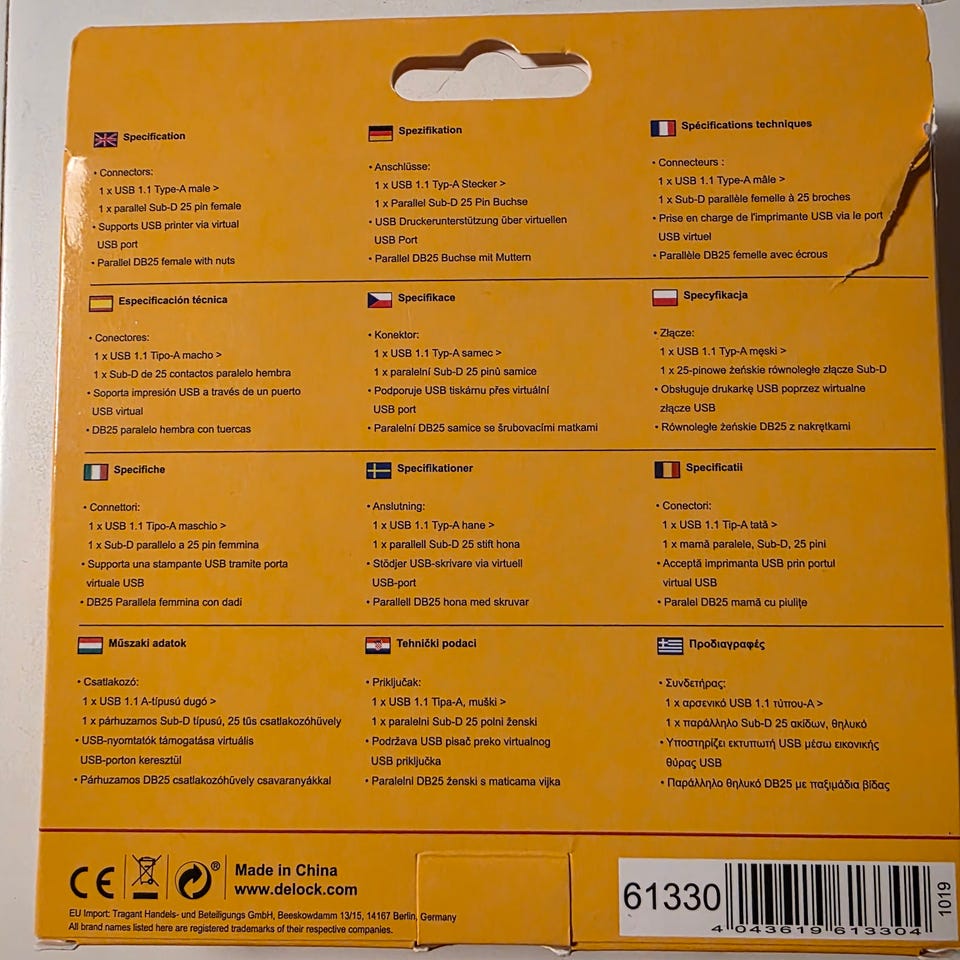 Specification
• Connectors:
1 x USB 1.1 Type-A male >
1 x parallel Sub-D 25 pin female
• Supports USB printer via virtual
USB port
• Parallel DB25 female with nuts
Spezifikation
• Anschlüsse:
1 x USB 1.1 Typ-A Stecker >
1 x Parallel Sub-D 25 Pin Buchse
• USB Druckerunterstützung über virtuellen
USB Port
• Parallel DB25 Buchse mit Muttern
Spécifications techniques
• Connecteurs :
1 x USB 1.1 Type-A mâle >
1 x Sub-D parallèle femelle à 25 broches
• Prise en charge de l'imprimante USB via le port
USB virtuel
• Parallèle DB25 femelle avec écrous
Especificación técnica
• Conectores:
1 x USB 1.1 Tipo-A macho >
1 x Sub-D de 25 contactos paralelo hembra
• Soporta impresión USB a través de un puerto
USB virtual
• DB25 paralelo hembra con tuercas
Specifikace
• Konektor:
1 x USB 1.1 Typ-A samec >
1 x paralelní Sub-D 25 pinů samice
• Podporuje USB tiskárnu přes virtuální
USB port
• Paralelní DB25 samice se šrubovacími matkami
Specyfikacja
• Złącze:
1 x USB 1.1 Typ-A męski >
1 x 25-pinowe żeńskie równoległe złącze Sub-D
• Obsługuje drukarkę USB poprzez wirtualne
złącze USB
• Równoległe żeńskie DB25 z nakrętkami
Specifiche
• Connettori:
1 x USB 1.1 Tipo-A maschio >
1 x Sub-D parallelo a 25 pin femmina
• Supporta una stampante USB tramite porta
virtuale USB
• DB25 Parallela femmina con dadi
Specifikationer
• Anslutning:
1 x USB 1.1 Typ-A hane >
1 x parallell Sub-D 25 stift hona
• Stödjer USB-skrivare via virtuell
USB-port
• Parallell DB25 hona med skruvar
Specificatii
• Conectori:
1 x USB 1.1 Tip-A tată >
1 x mamă paralele, Sub-D, 25 pini
• Acceptă imprimanta USB prin portul
virtual USB
• Paralel DB25 mamă cu piuliţe
Műszaki adatok
• Csatlakozó:
1 x USB 1.1 A-típusú dugó >
1 x párhuzamos Sub-D típusú, 25 tűs csatlakozóhüvely
• USB-nyomtatók támogatása virtuális
USB-porton keresztül
• Párhuzamos DB25 csatlakozóhüvely csavaranyákkal
Tehnički podaci
• Priključak:
1 x USB 1.1 Tipa-A, muški >
1 x paralelni Sub-D 25 polni ženski
• Podržava USB pisač preko virtualnog
USB priključka
• Paralelni DB25 ženski s maticama vijka
Προδιαγραφές
• Συνδετήρας:
1 x αρσενικό USB 1.1 τύπου-A >
1 x παράλληλο Sub-D 25 ακίδων, θηλυκό
• Υποστηρίζει εκτυπωτή USB μέσω εικονικής
θύρας USB
• Παράλληλο θηλυκό DB25 με παξιμάδια βίδας
CE
®
Made in China
www.delock.com
EU Import: Tragant Handels- und Beteiligungs GmbH, Beeskowdamm 13/15, 14167 Berlin, Germany
All brand names listed here are registered trademarks of their respective companies.
61330
4 043619 613304
1019